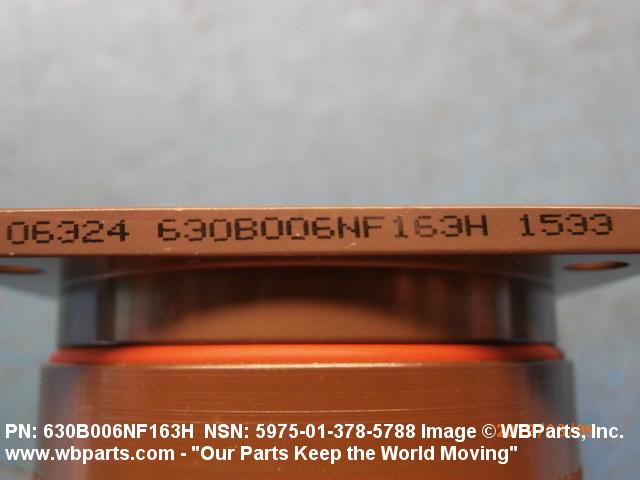 06324 630B006NF163H 1533
PN: 630B006NF163H NSN: 5975-01-378-5788 Image © WBParts, Inc.
www.wbparts.com - "Our Parts Keep the World Moving"